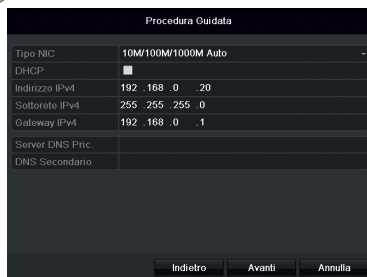 Procedura Guidata
Tipo NIC 10M/100M/1000M Auto
DHCP
Indirizzo IPv4 192 .168 .0 .20
Sottorete IPv4 255 .255 .255 .0
Gateway IPv4 192 .168 .0 .1
Server DNS Pric.
DNS Secondario
Indietro Avanti Annulla